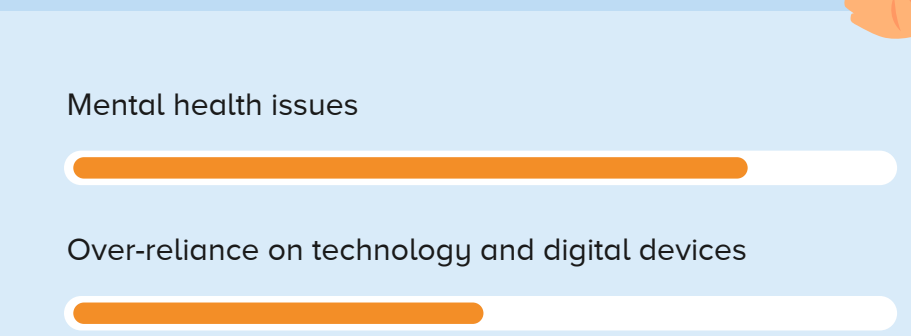 Mental health issues
Over-reliance on technology and digital devices